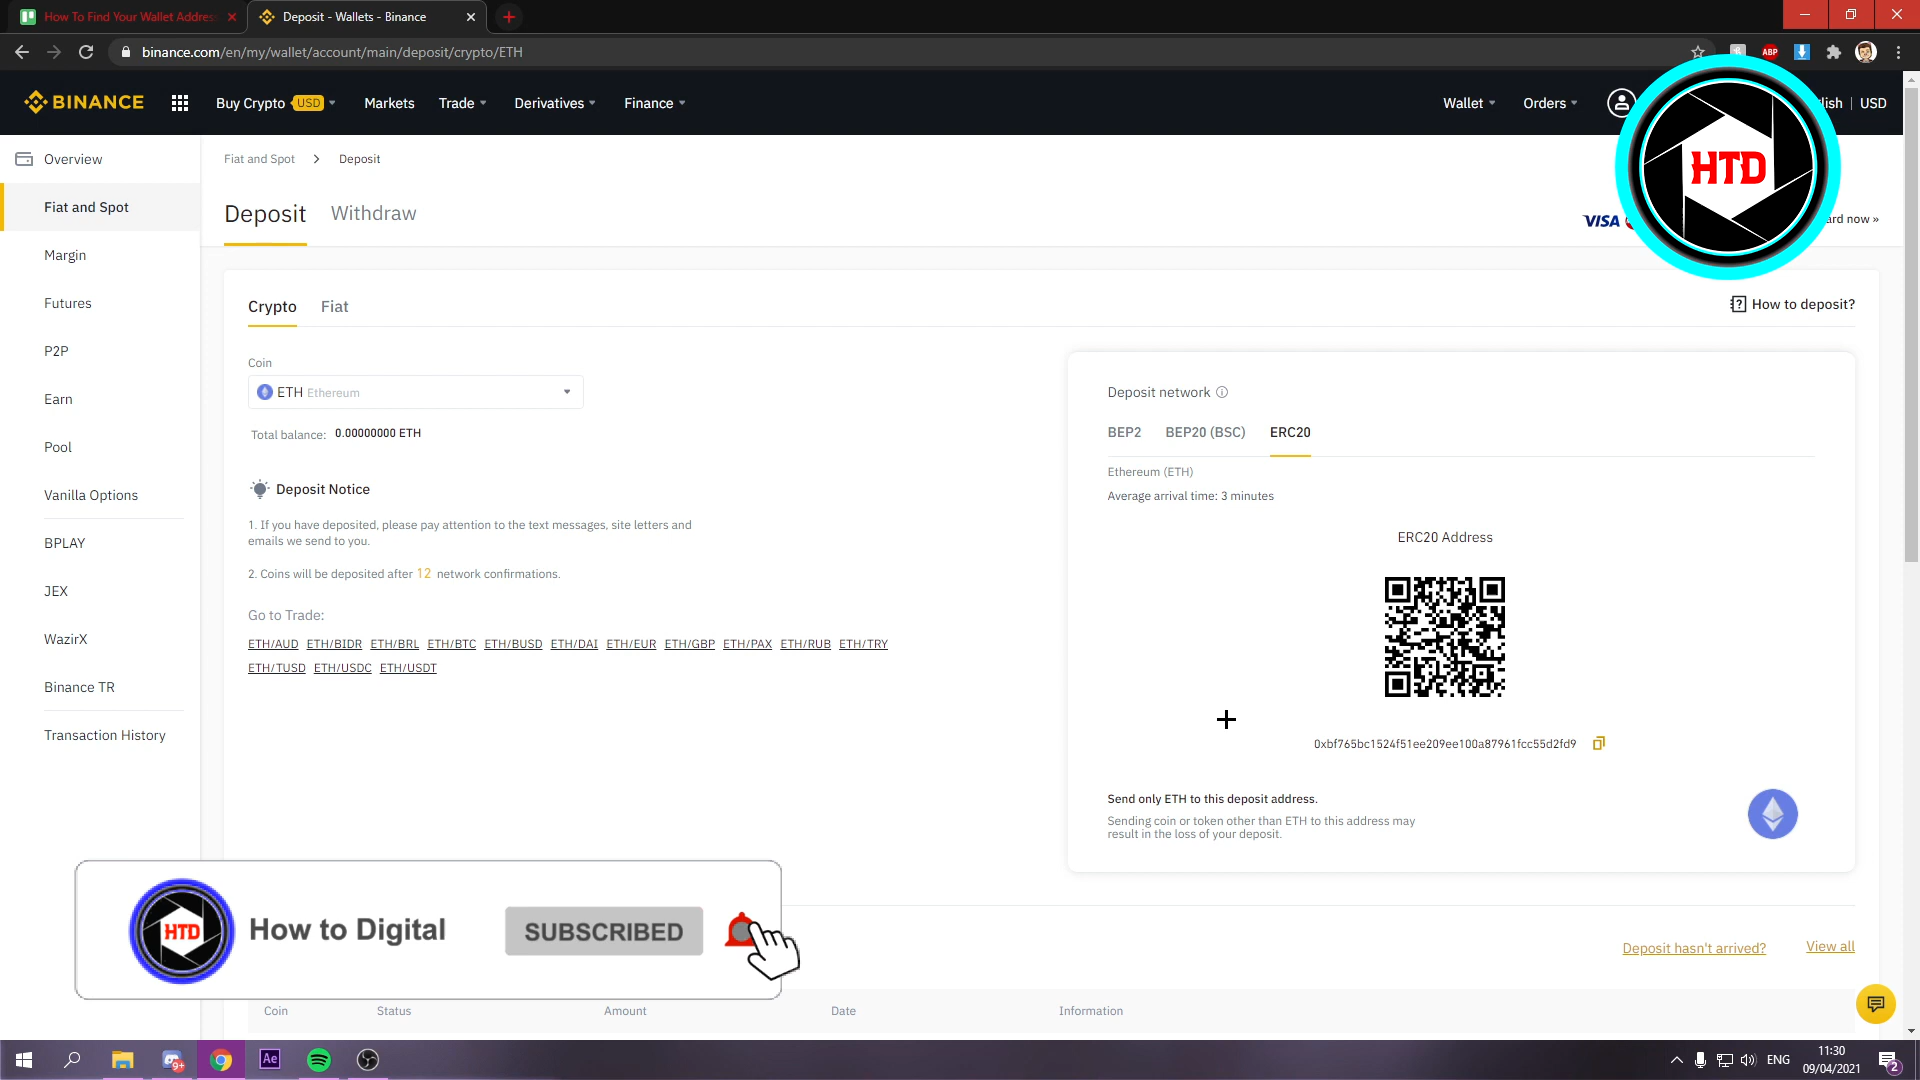 How To Find Your Wallet Address
Deposit - Wallets - Binance
binance.com/en/my/wallet/account/main/deposit/crypto/ETH
ABP
BINANCE
Buy Crypto USD
Markets
Trade
Derivatives
Finance
Wallet
Orders
lish | USD
HTD
Overview
Fiat and Spot
Margin
Futures
P2P
Earn
Pool
Vanilla Options
BPLAY
JEX
WazirX
Binance TR
Transaction History
Fiat and Spot > Deposit
Deposit Withdraw
VISA
ard now »
Crypto Fiat
How to deposit?
Coin
ETH Ethereum
Total balance: 0.00000000 ETH
Deposit Notice
1. If you have deposited, please pay attention to the text messages, site letters and
emails we send to you.
2. Coins will be deposited after 12 network confirmations.
Go to Trade:
ETH/AUD ETH/BIDR ETH/BRL ETH/BTC ETH/BUSD ETH/DAI ETH/EUR ETH/GBP ETH/PAX ETH/RUB ETH/TRY
ETH/TUSD ETH/USDC ETH/USDT
Deposit network
BEP2 BEP20 (BSC) ERC20
Ethereum (ETH)
Average arrival time: 3 minutes
ERC20 Address
0xbf765bc1524f51ee209ee100a87961fcc55d2fd9
Send only ETH to this deposit address.
Sending coin or token other than ETH to this address may
result in the loss of your deposit.
HTD
How to Digital
SUBSCRIBED
Deposit hasn't arrived?
View all
Coin Status Amount Date Information
9+
Ae
ENG
11:30
09/04/2021
2